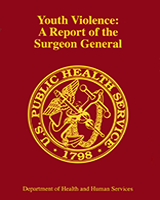 Youth Violence:
A Report of the
Surgeon General
U.S. PUBLIC HEALTH SERVICE
1798
Department of Health and Human Services